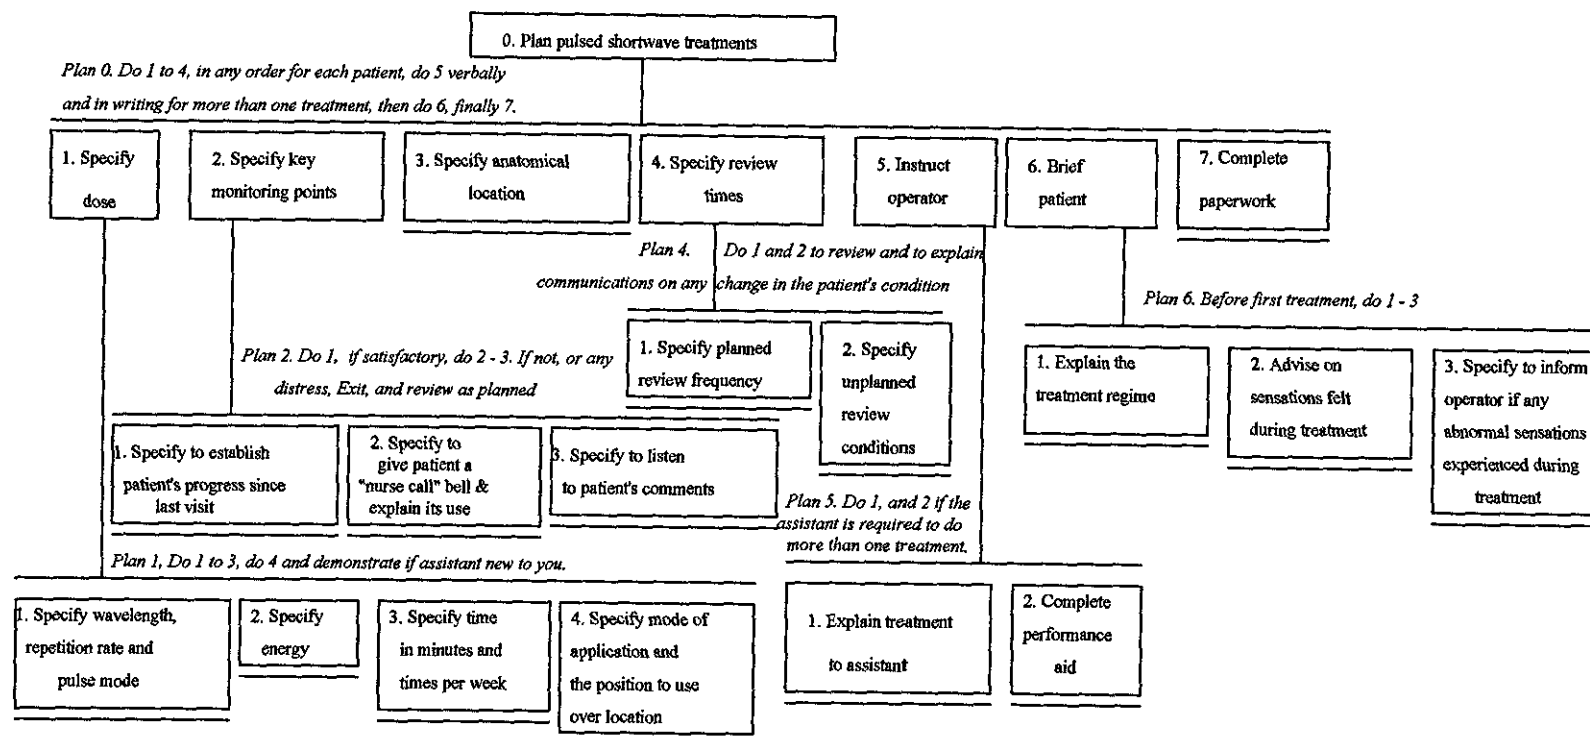 0. Plan pulsed shortwave treatments
Plan 0. Do 1 to 4, in any order for each patient, do 5 verbally
and in writing for more than one treatment, then do 6, finally 7.
1. Specify
dose
2. Specify key
monitoring points
3. Specify anatomical
location
4. Specify review
times
5. Instruct
operator
6. Brief
patient
7. Complete
paperwork
Plan 4. Do 1 and 2 to review and to explain
communications on any change in the patient's condition
Plan 6. Before first treatment, do 1 - 3
Plan 2. Do 1, if satisfactory, do 2 - 3. If not, or any
distress, Exit, and review as planned
1. Specify planned
review frequency
2. Specify
unplanned
review
conditions
1. Explain the
treatment regime
2. Advise on
sensations felt
during treatment
3. Specify to inform
operator if any
abnormal sensations
experienced during
treatment
1. Specify to establish
patient's progress since
last visit
2. Specify to
give patient a
"nurse call" bell &
explain its use
3. Specify to listen
to patient's comments
Plan 5. Do 1, and 2 if the
assistant is required to do
more than one treatment.
Plan 1, Do 1 to 3, do 4 and demonstrate if assistant new to you.
1. Specify wavelength,
repetition rate and
pulse mode
2. Specify
energy
3. Specify time
in minutes and
times per week
4. Specify mode of
application and
the position to use
over location
1. Explain treatment
to assistant
2. Complete
performance
aid